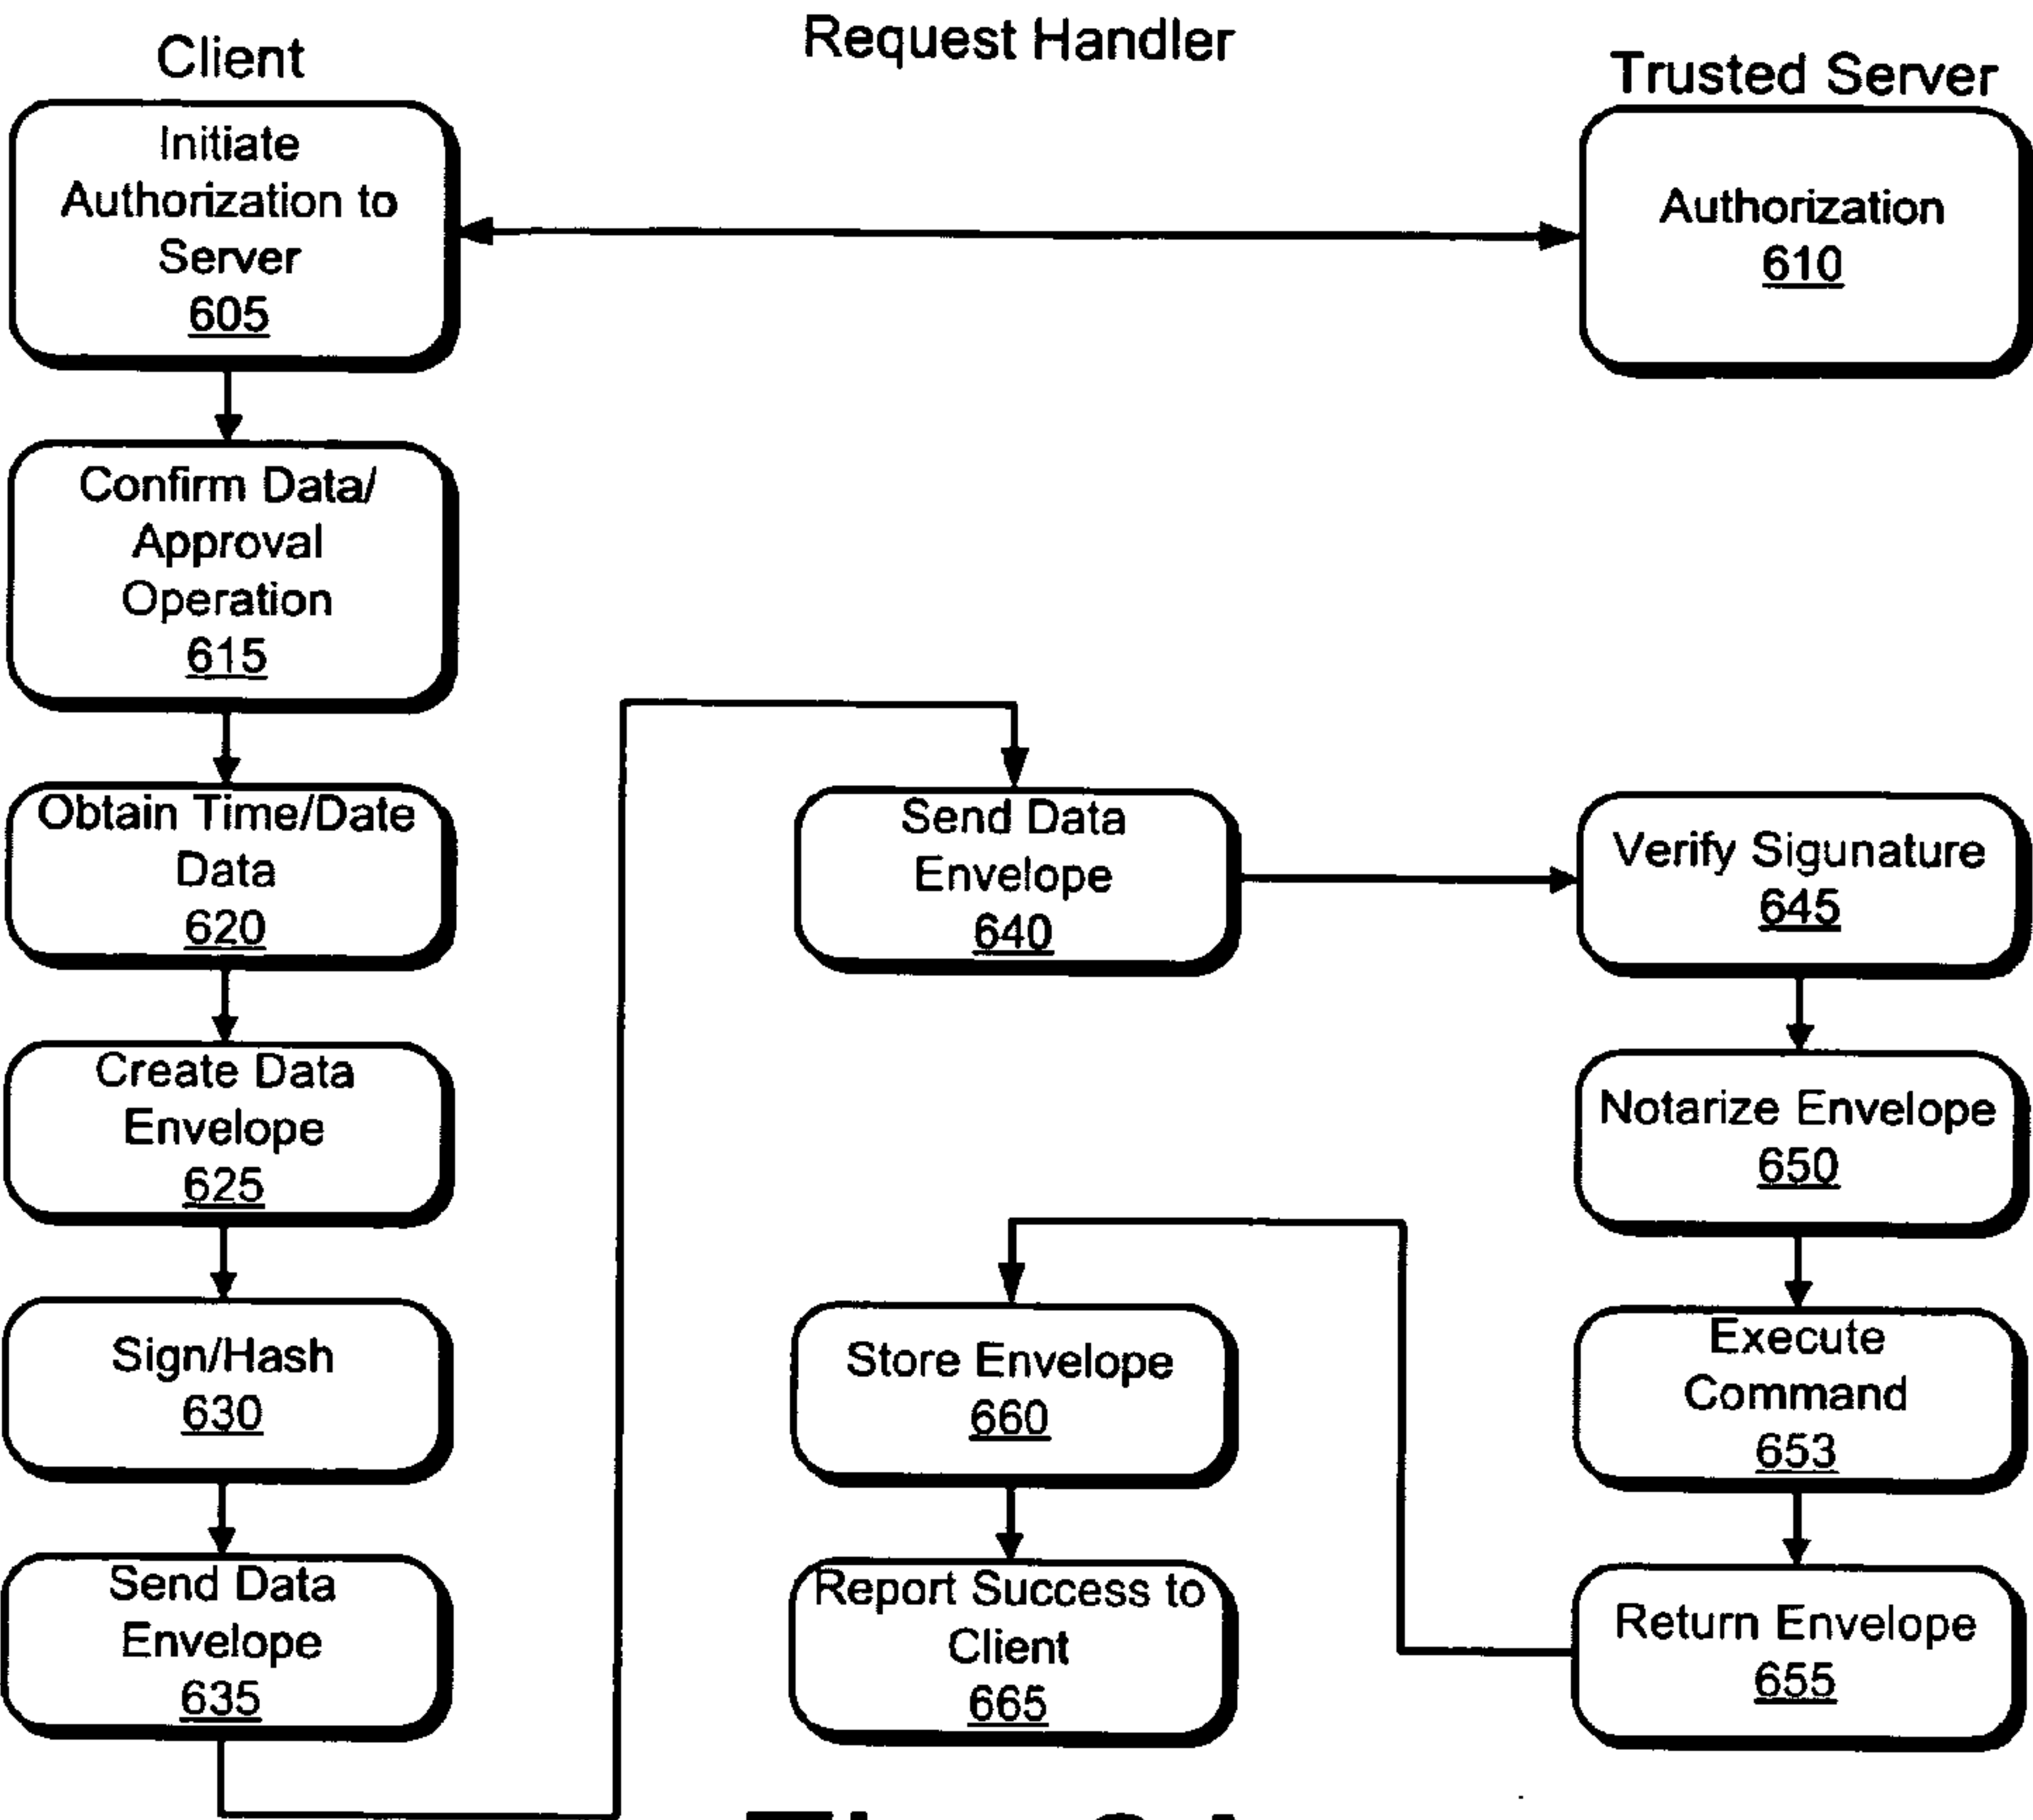 Client
Request Handler
Trusted Server
Initiate
Authorization to
Server
605
Authorization
610
Confirm Data/
Approval
Operation
615
Obtain Time/Date
Data
620
Send Data
Envelope
640
Verify Sigunature
645
Create Data
Envelope
625
Notarize Envelope
650
Sign/Hash
630
Store Envelope
660
Execute
Command
653
Send Data
Envelope
635
Report Success to
Client
665
Return Envelope
655